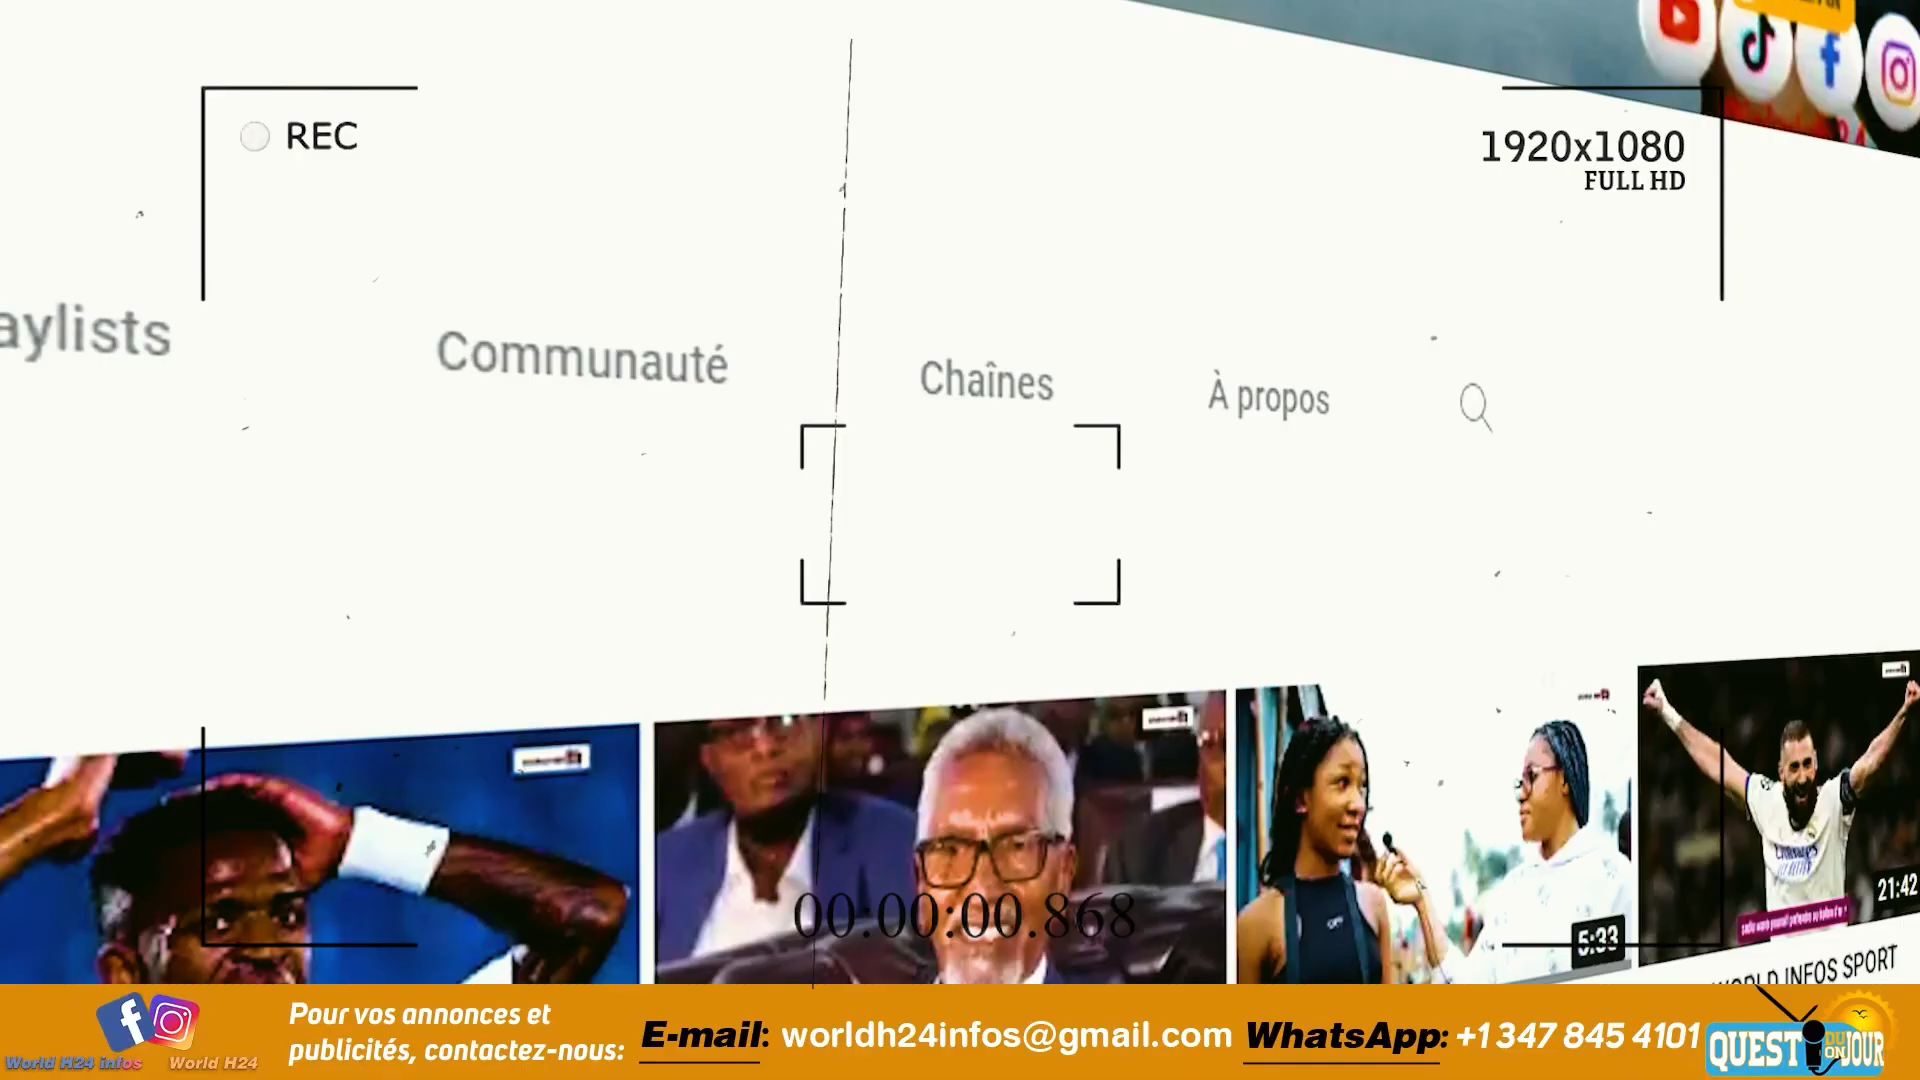 REC
1920x1080
FULL HD
aylists
Communauté
Chaînes
À propos
00:00:00.868
5:33
21:42
WORLD INFOS SPORT
Pour vos annonces et
publicités, contactez-nous:
E-mail: worldh24infos@gmail.com
WhatsApp: +1 347 845 4101
World H24 infos
World H24
QUESTION
DU
JOUR